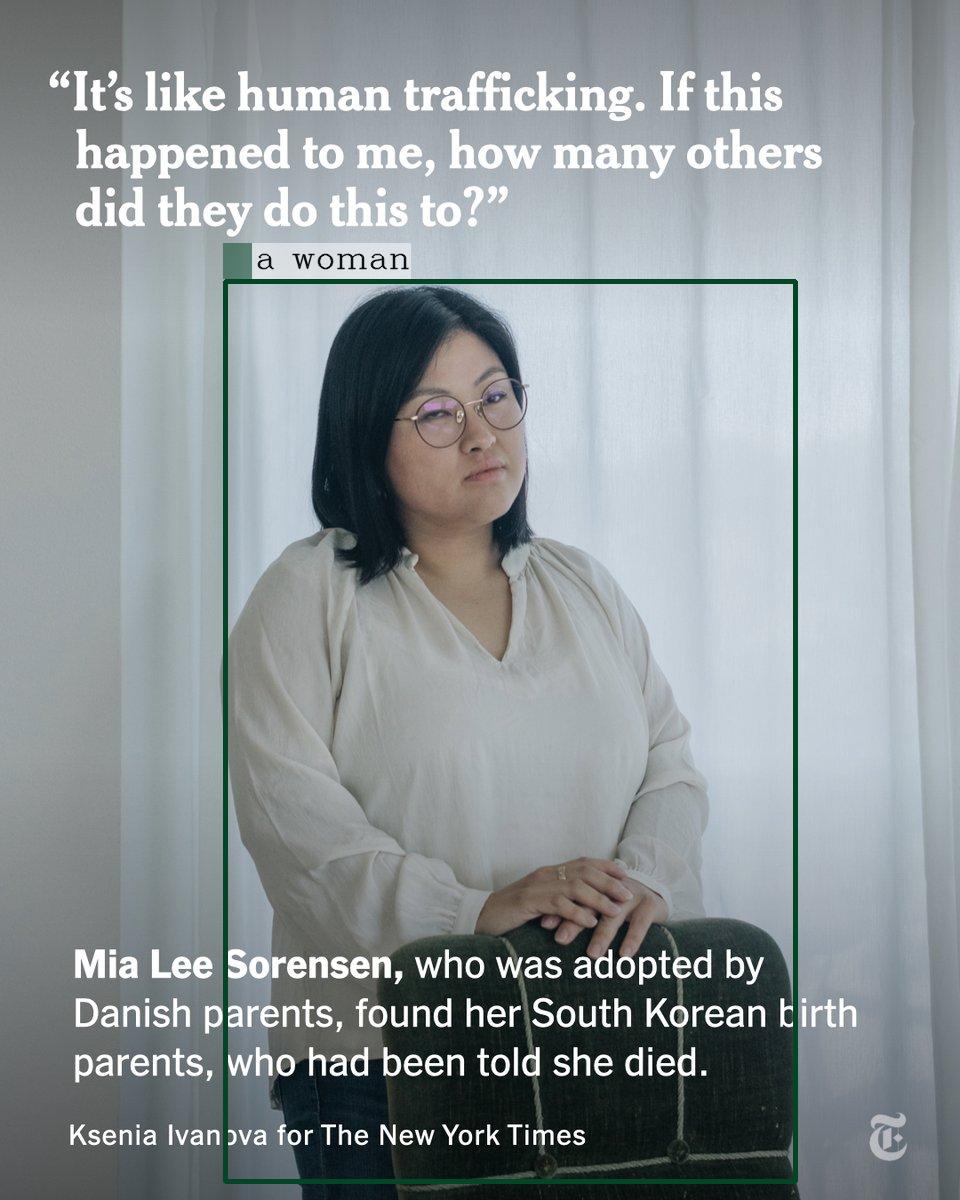 “It’s like human trafficking. If this
happened to me, how many others
did they do this to?”
a woman
Mia Lee Sorensen, who was adopted by
Danish parents, found her South Korean birth
parents, who had been told she died.
Ksenia Ivanova for The New York Times
T